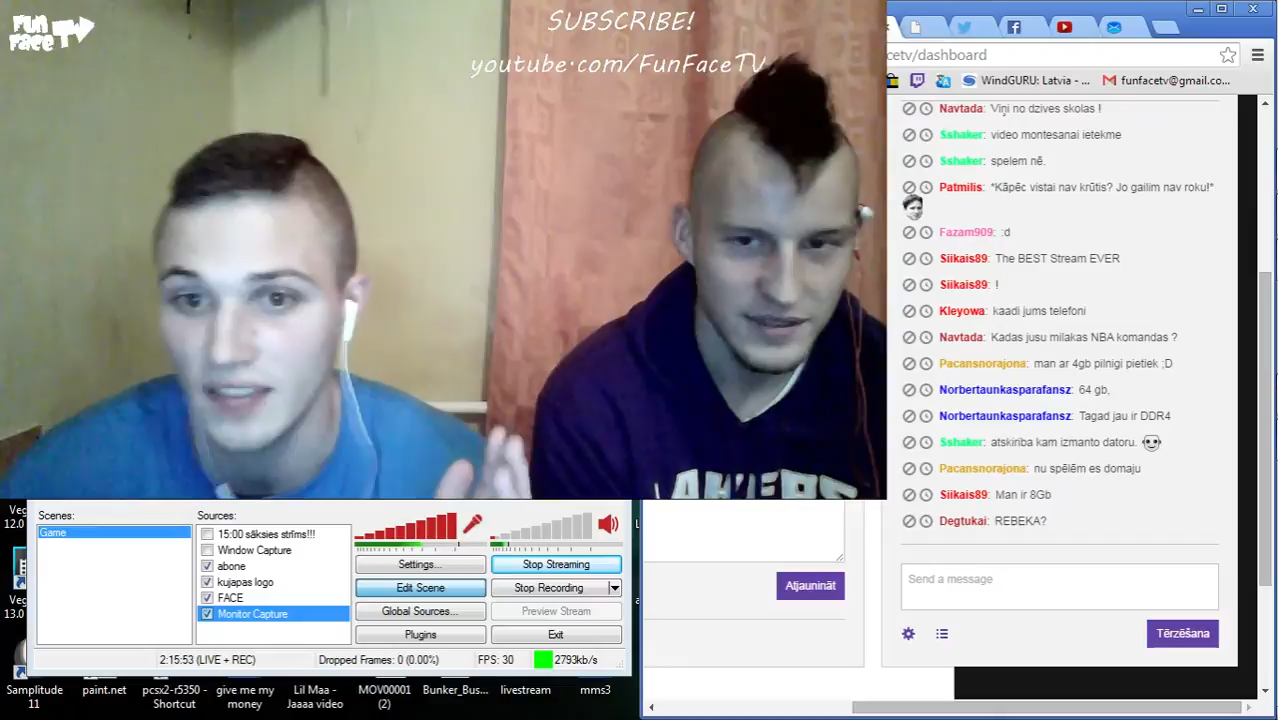 FUN
FACE TV
SUBSCRIBE!
youtube.com/FunFaceTV
cetv/dashboard
WindGURU: Latvia - ...
funfacetv@gmail.co...
Navtada: Viņi no dzives skolas !
Sshaker: video montesanai ietekme
Sshaker: spelem nē.
Patmilis: *Kāpēc vistai nav krūtis? Jo gailim nav roku!*
Fazam909: :d
Siikais89: The BEST Stream EVER
Siikais89: !
Kleyowa: kaadi jums telefoni
Navtada: Kadas jusu milakas NBA komandas ?
Pacansnorajona: man ar 4gb pilnigi pietiek ;D
Norbertaunkasparafansz: 64 gb,
Norbertaunkasparafansz: Tagad jau ir DDR4
Sshaker: atskiriba kam izmanto datoru.
Pacansnorajona: nu spēlēm es domaju
Siikais89: Man ir 8Gb
Degtukai: REBEKA?
Send a message
Tērzēšana
Atjaunināt
LAKERS
Scenes:
Game
Sources:
15:00 sāksies strīms!!!
Window Capture
abone
kujapas logo
FACE
Monitor Capture
Settings...
Stop Streaming
Edit Scene
Stop Recording
Global Sources...
Preview Stream
Plugins
Exit
2:15:53 (LIVE + REC)
Dropped Frames: 0 (0.00%)
FPS: 30
2793kb/s
Veg
12.0
Veg
13.0
Samplitude
11
paint.net
pcsx2-r5350 -
Shortcut
give me my
money
Lil Maa -
Jaaaa video
MOV00001
(2)
Bunker_Bus...
livestream
mms3